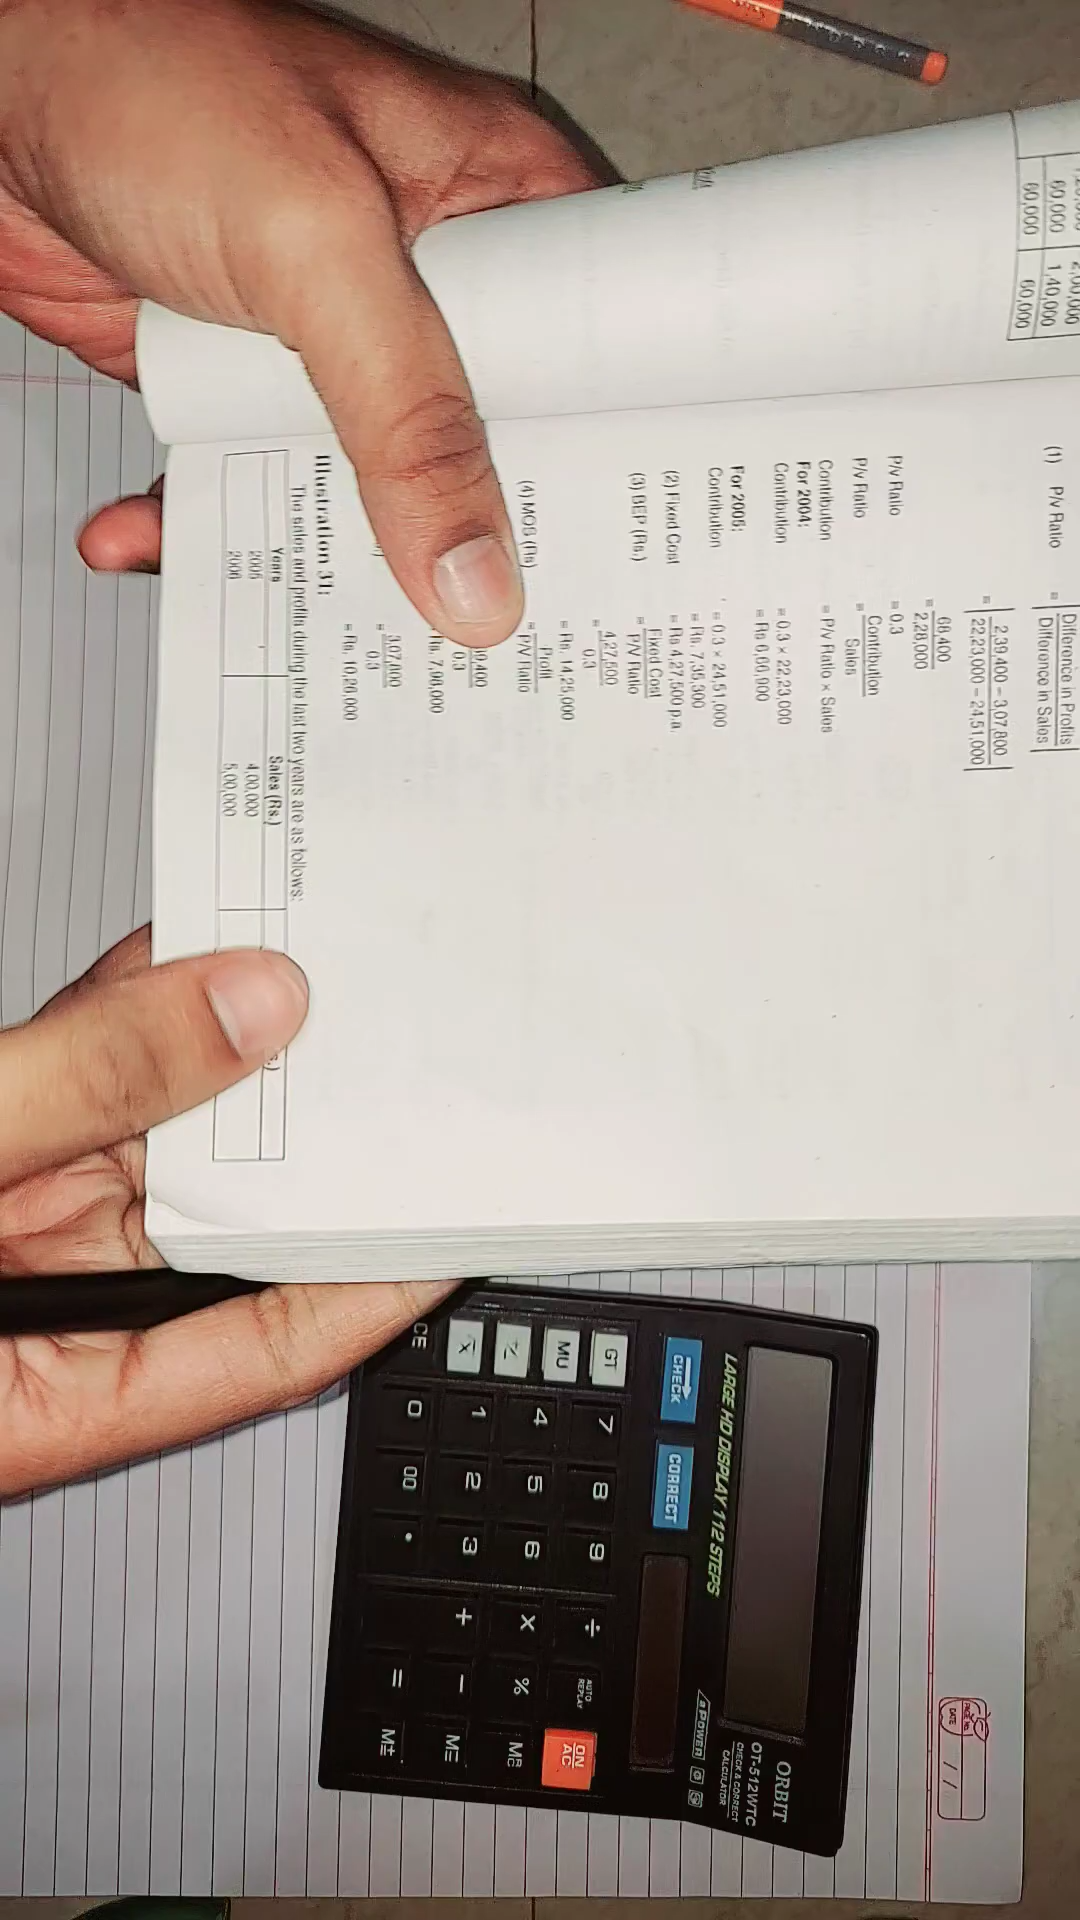 1,40,000
60,000
60,000
60,000
(1) P/v Ratio = Difference in Profits
Difference in Sales
= 2,39,400 – 3,07,800
22,23,000 – 24,51,000
= 68,400
2,28,000
P/v Ratio = 0.3
P/v Ratio = Contribution
Sales
Contribution = P/v Ratio × Sales
For 2004:
Contribution = 0.3 × 22,23,000
= Rs 6,66,900
For 2005:
Contribution = 0.3 × 24,51,000
= Rs. 7,35,300
(2) Fixed Cost = Rs 4,27,500 p.a.
(3) BEP (Rs.) = Fixed Cost
P/V Ratio
= 4,27,500
0.3
= Rs. 14,25,000
(4) MOS (Rs) = Profit
P/V Ratio
0.3
Rs. 7,98,000
= 3,07,800
0.3
= Rs. 10,26,000
Illustration 31:
The sales and profits during the last two years are as follows:
Years Sales (Rs.)
2005 4,00,000
2006 5,00,000
ORBIT
OT-512WTC
CHECK & CORRECT
CALCULATOR
LARGE HD DISPLAY 112 STEPS
POWER
CHECK CORRECT
GT 7 8 9 ÷ AUTO REPLAY ON AC
MU 4 5 6 × % MRC
1 2 3 + − M=
CE 0 00 . = M±
PAGE NO.
DATE / /